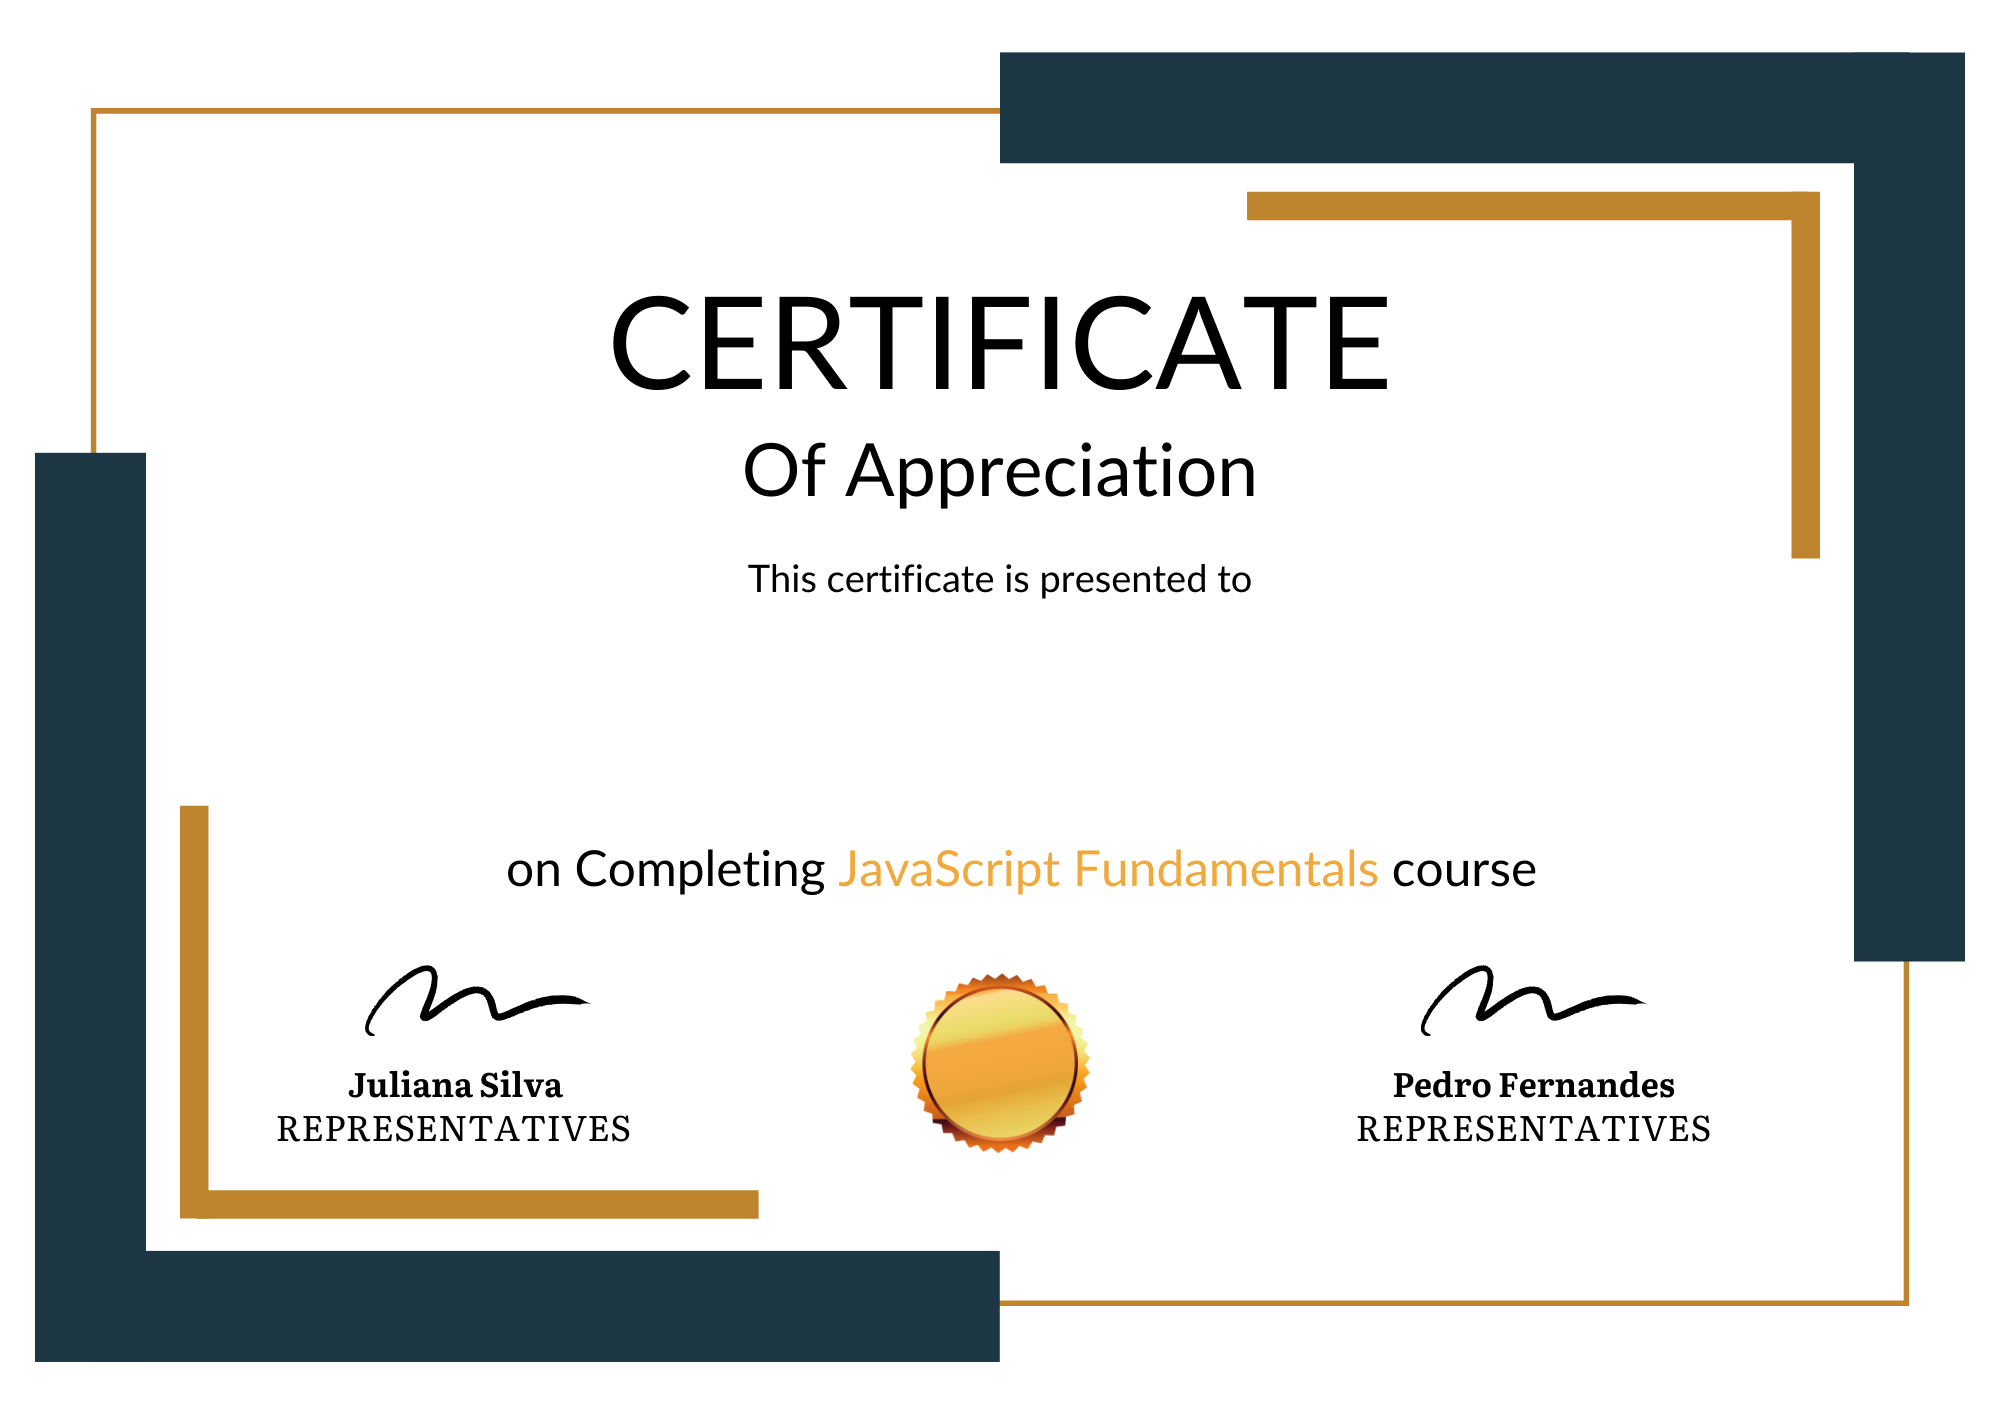 CERTIFICATE
Of Appreciation
This certificate is presented to
on Completing JavaScript Fundamentals course
Juliana Silva
REPRESENTATIVES
Pedro Fernandes
REPRESENTATIVES